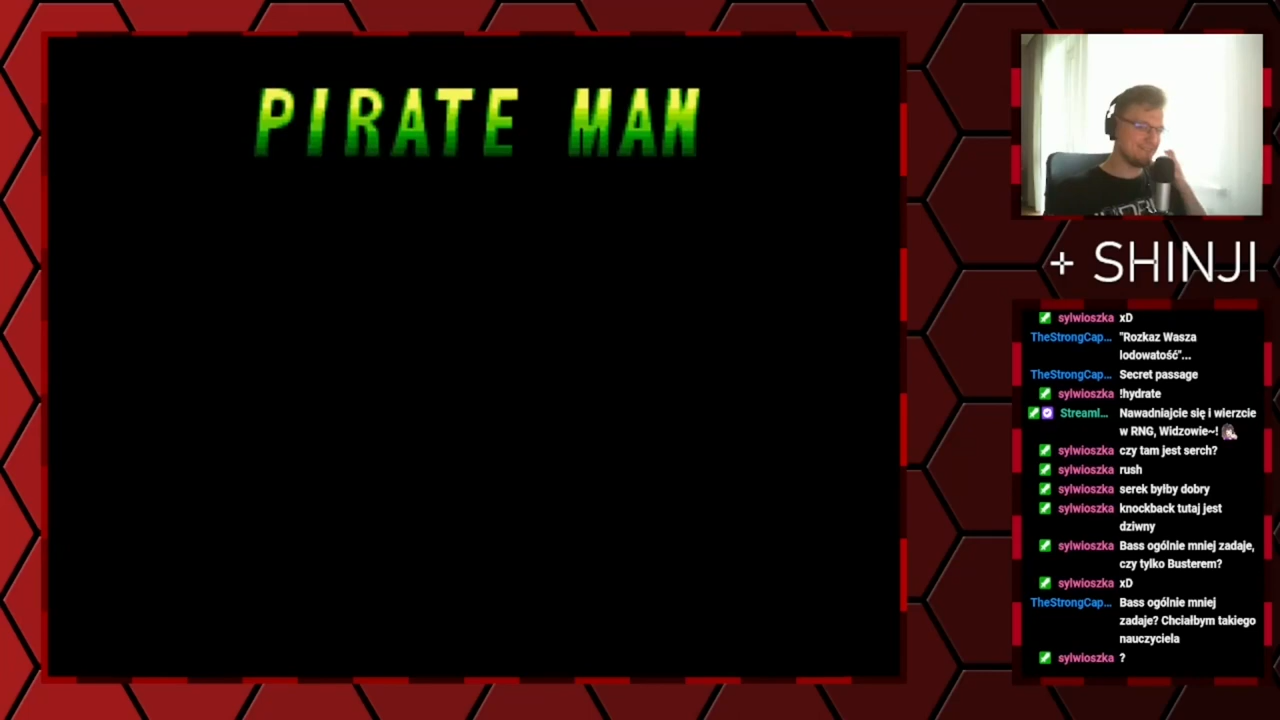 PIRATE MAN
+ SHINJI
sylwioszka xD
TheStrongCap... "Rozkaz Wasza
lodowatość"...
TheStrongCap... Secret passage
sylwioszka !hydrate
Streaml... Nawadniajcie się i wierzcie
w RNG, Widzowie~!
sylwioszka czy tam jest serch?
sylwioszka rush
sylwioszka serek byłby dobry
sylwioszka knockback tutaj jest
dziwny
sylwioszka Bass ogólnie mniej zadaje,
czy tylko Busterem?
sylwioszka xD
TheStrongCap... Bass ogólnie mniej
zadaje? Chciałbym takiego
nauczyciela
sylwioszka ?